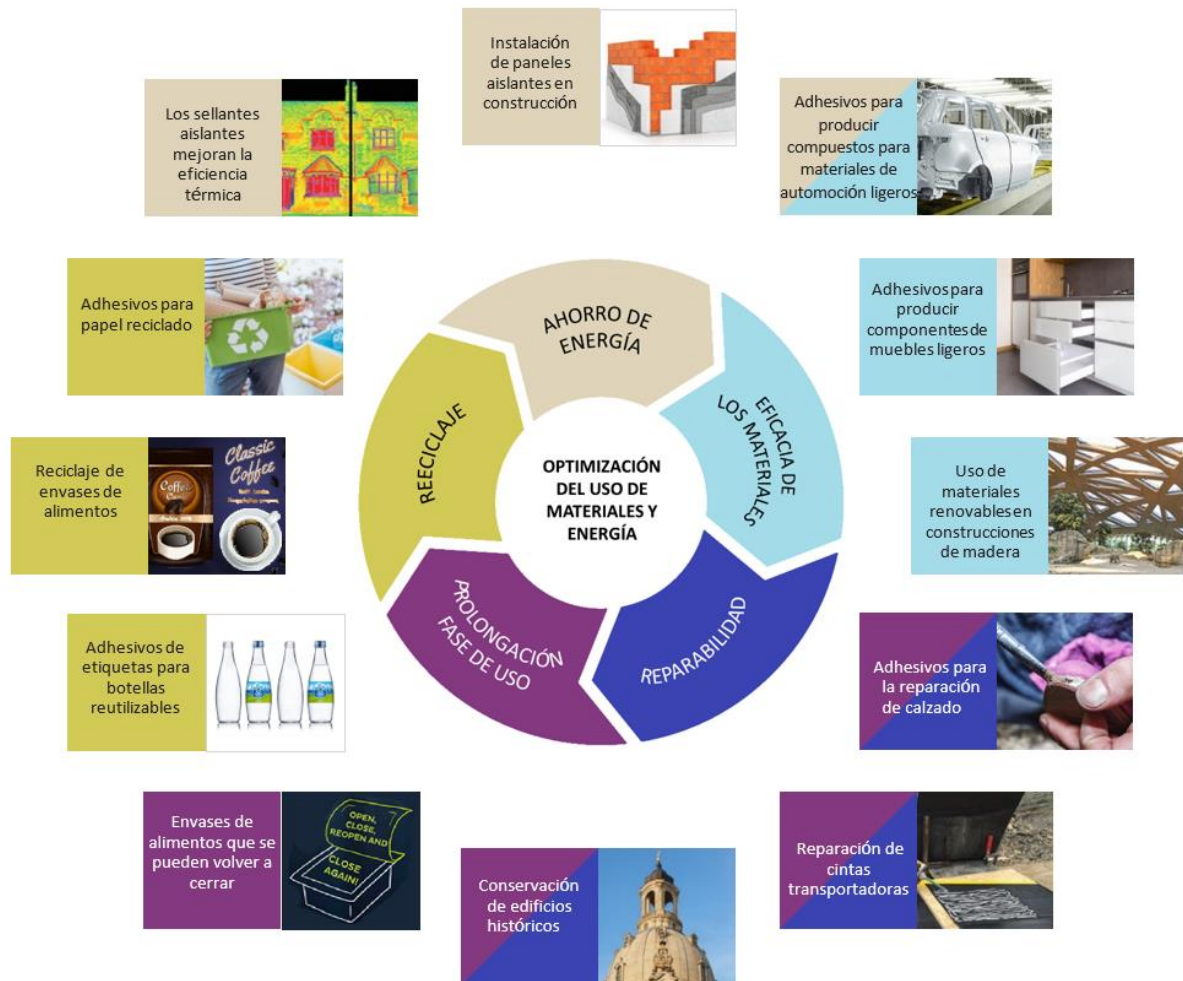 Instalación
de paneles
aislantes en
construcción
Los sellantes
aislantes
mejoran la
eficiencia
térmica
Adhesivos para
producir
compuestos para
materiales de
automoción ligeros
Adhesivos para
papel reciclado
Adhesivos para
producir
componentes de
muebles ligeros
AHORRO DE
ENERGÍA
EFICACIA DE
LOS MATERIALES
REPARABILIDAD
PROLONGACIÓN
FASE DE USO
REECICLAJE
OPTIMIZACIÓN
DEL USO DE
MATERIALES Y
ENERGÍA
Reciclaje de
envases de
alimentos
Coffee
Classic
Coffee
Uso de
materiales
renovables en
construcciones
de madera
Adhesivos de
etiquetas para
botellas
reutilizables
Adhesivos para
la reparación
de calzado
Envases de
alimentos que se
pueden volver a
cerrar
OPEN,
CLOSE,
REOPEN AND
CLOSE
AGAIN!
Conservación
de edificios
históricos
Reparación de
cintas
transportadoras